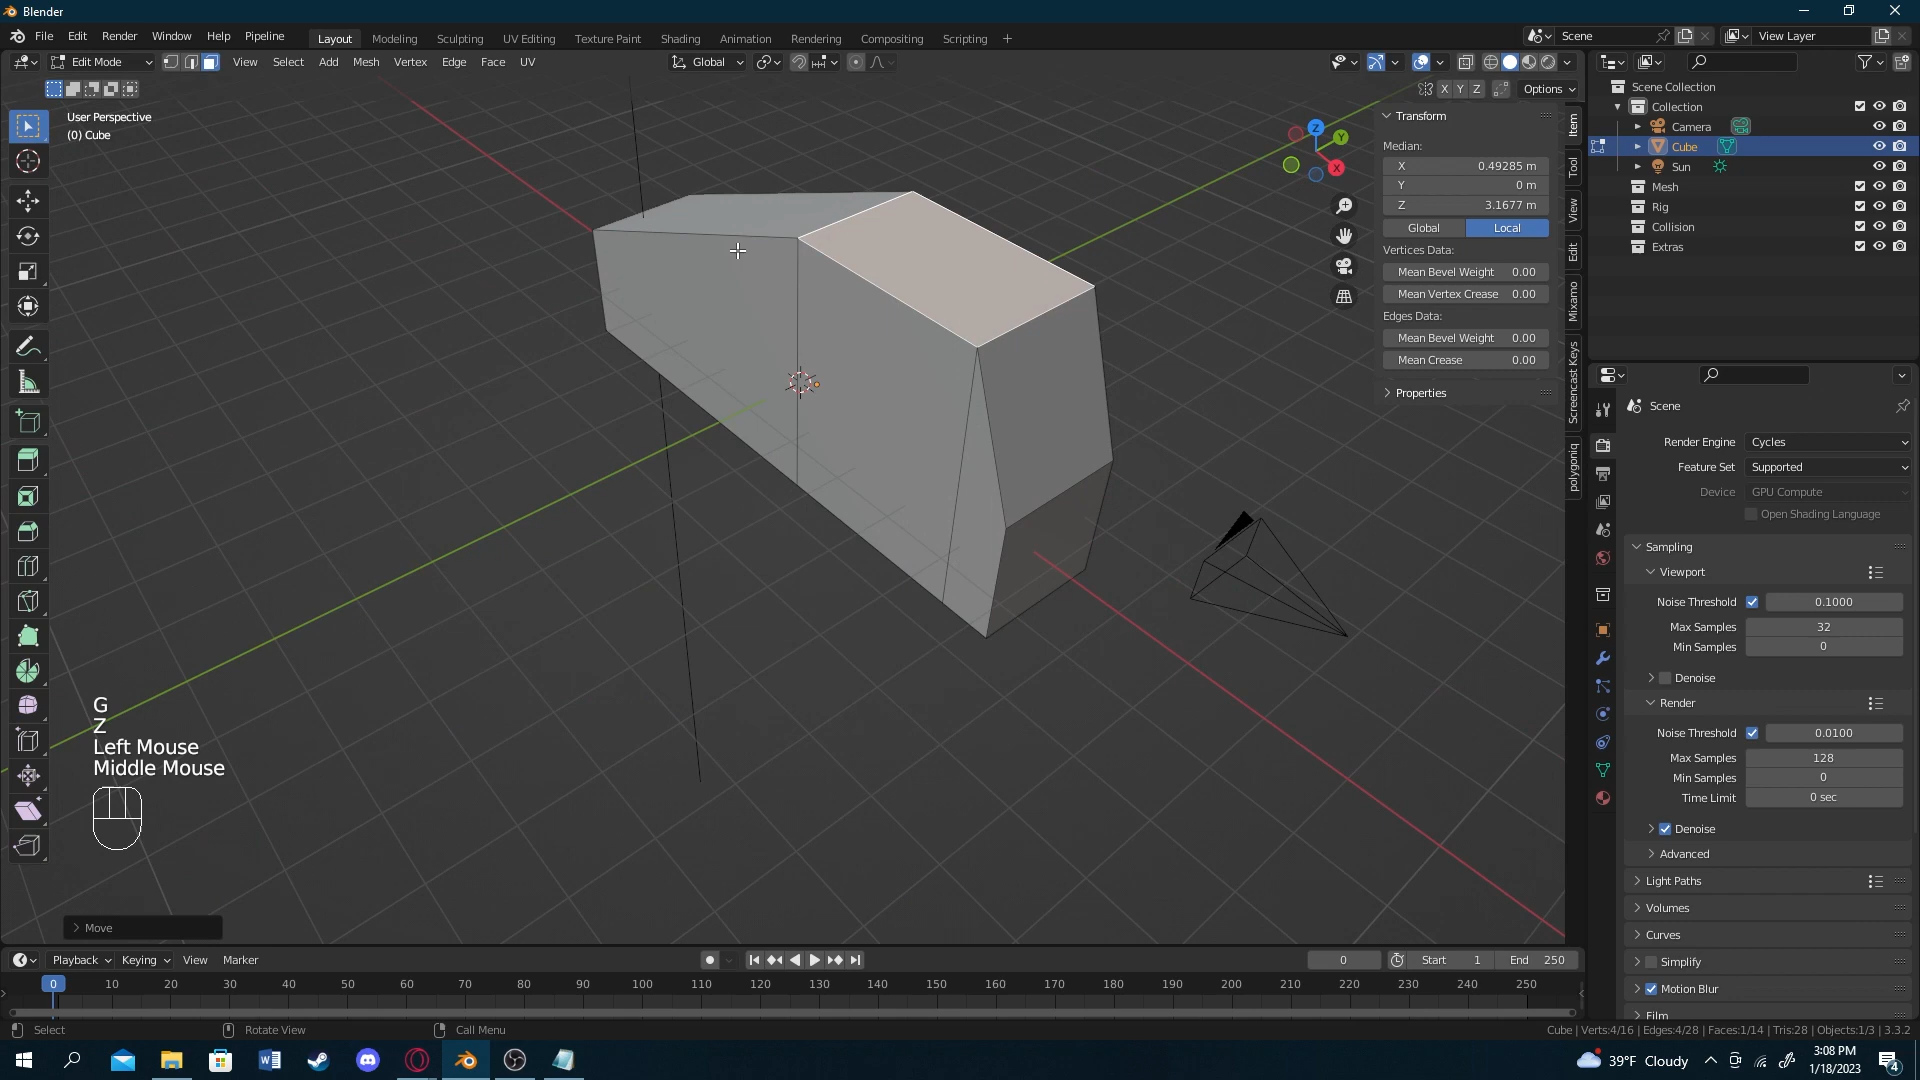 Blender
File Edit Render Window Help Pipeline
Layout Modeling Sculpting UV Editing Texture Paint Shading Animation Rendering Compositing Scripting +
Scene
View Layer
Edit Mode
View Select Add Mesh Vertex Edge Face UV
Global
X Y Z
Options
User Perspective
(0) Cube
Z
Y
X
Transform
Median:
X 0.49285 m
Y 0 m
Z 3.1677 m
Global Local
Vertices Data:
Mean Bevel Weight 0.00
Mean Vertex Crease 0.00
Edges Data:
Mean Bevel Weight 0.00
Mean Crease 0.00
Properties
Item
Tool
View
Edit
Mixamo
Screencast Keys
polygoniq
Scene Collection
Collection
Camera
Cube
Sun
Mesh
Rig
Collision
Extras
Scene
Render Engine Cycles
Feature Set Supported
Device GPU Compute
Open Shading Language
Sampling
Viewport
Noise Threshold 0.1000
Max Samples 32
Min Samples 0
Denoise
Render
Noise Threshold 0.0100
Max Samples 128
Min Samples 0
Time Limit 0 sec
Denoise
Advanced
Light Paths
Volumes
Curves
Simplify
Motion Blur
Film
G
Z
Left Mouse
Middle Mouse
Move
Playback Keying View Marker
0 Start 1 End 250
0 10 20 30 40 50 60 70 80 90 100 110 120 130 140 150 160 170 180 190 200 210 220 230 240 250
Select Rotate View Call Menu
Cube | Verts:4/16 | Edges:4/28 | Faces:1/14 | Tris:28 | Objects:1/3 | 3.3.2
39°F Cloudy
3:08 PM
1/18/2023
4